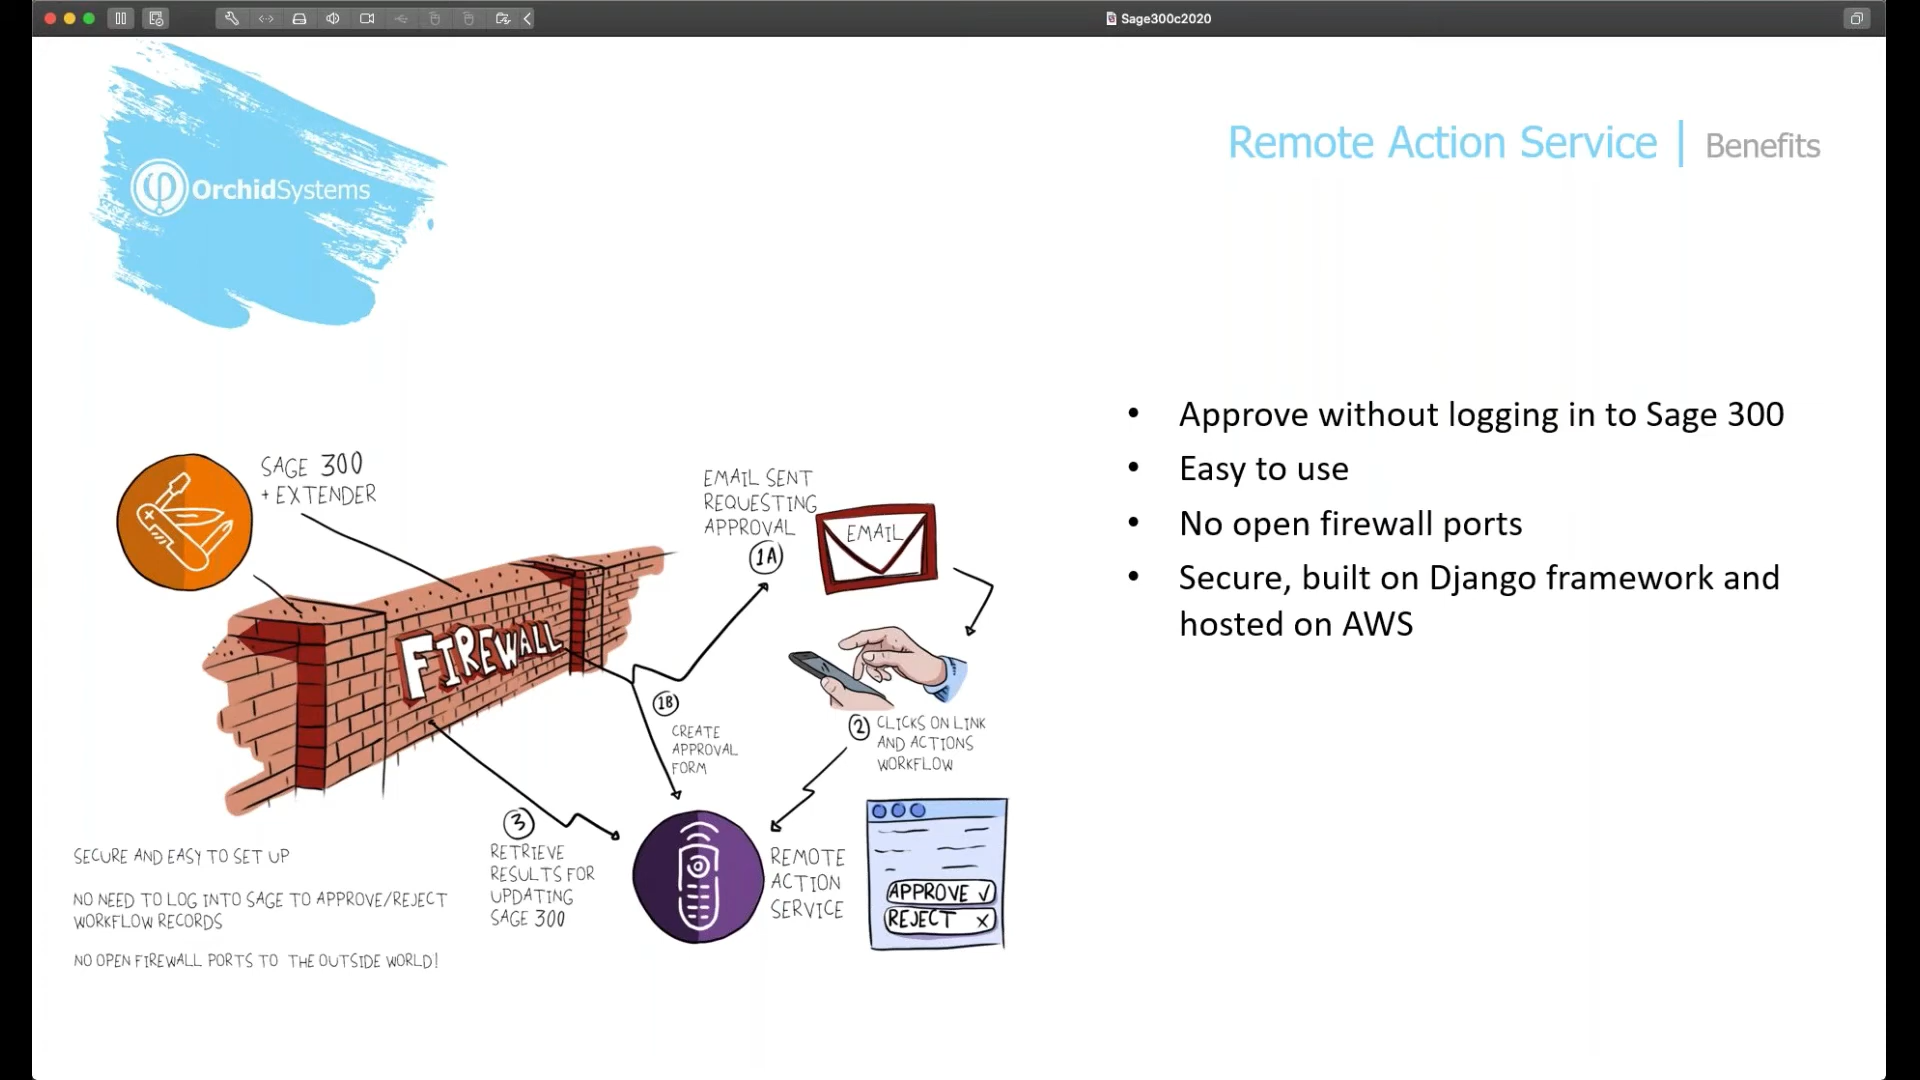 Sage300c2020
OrchidSystems
Remote Action Service | Benefits
SAGE 300
+ EXTENDER
FIREWALL
EMAIL SENT
REQUESTING
APPROVAL
1A
EMAIL
1B
CREATE
APPROVAL
FORM
2 CLICKS ON LINK
AND ACTIONS
WORKFLOW
3
RETRIEVE
RESULTS FOR
UPDATING
SAGE 300
REMOTE
ACTION
SERVICE
APPROVE ✓
REJECT X
SECURE AND EASY TO SET UP
NO NEED TO LOG INTO SAGE TO APPROVE/REJECT
WORKFLOW RECORDS
NO OPEN FIREWALL PORTS TO THE OUTSIDE WORLD!
• Approve without logging in to Sage 300
• Easy to use
• No open firewall ports
• Secure, built on Django framework and
hosted on AWS